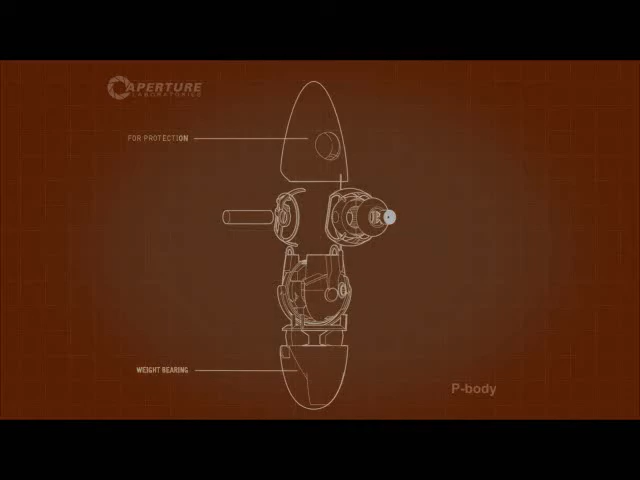 APERTURE
LABORATORIES
FOR PROTECTION
WEIGHT BEARING
P-body